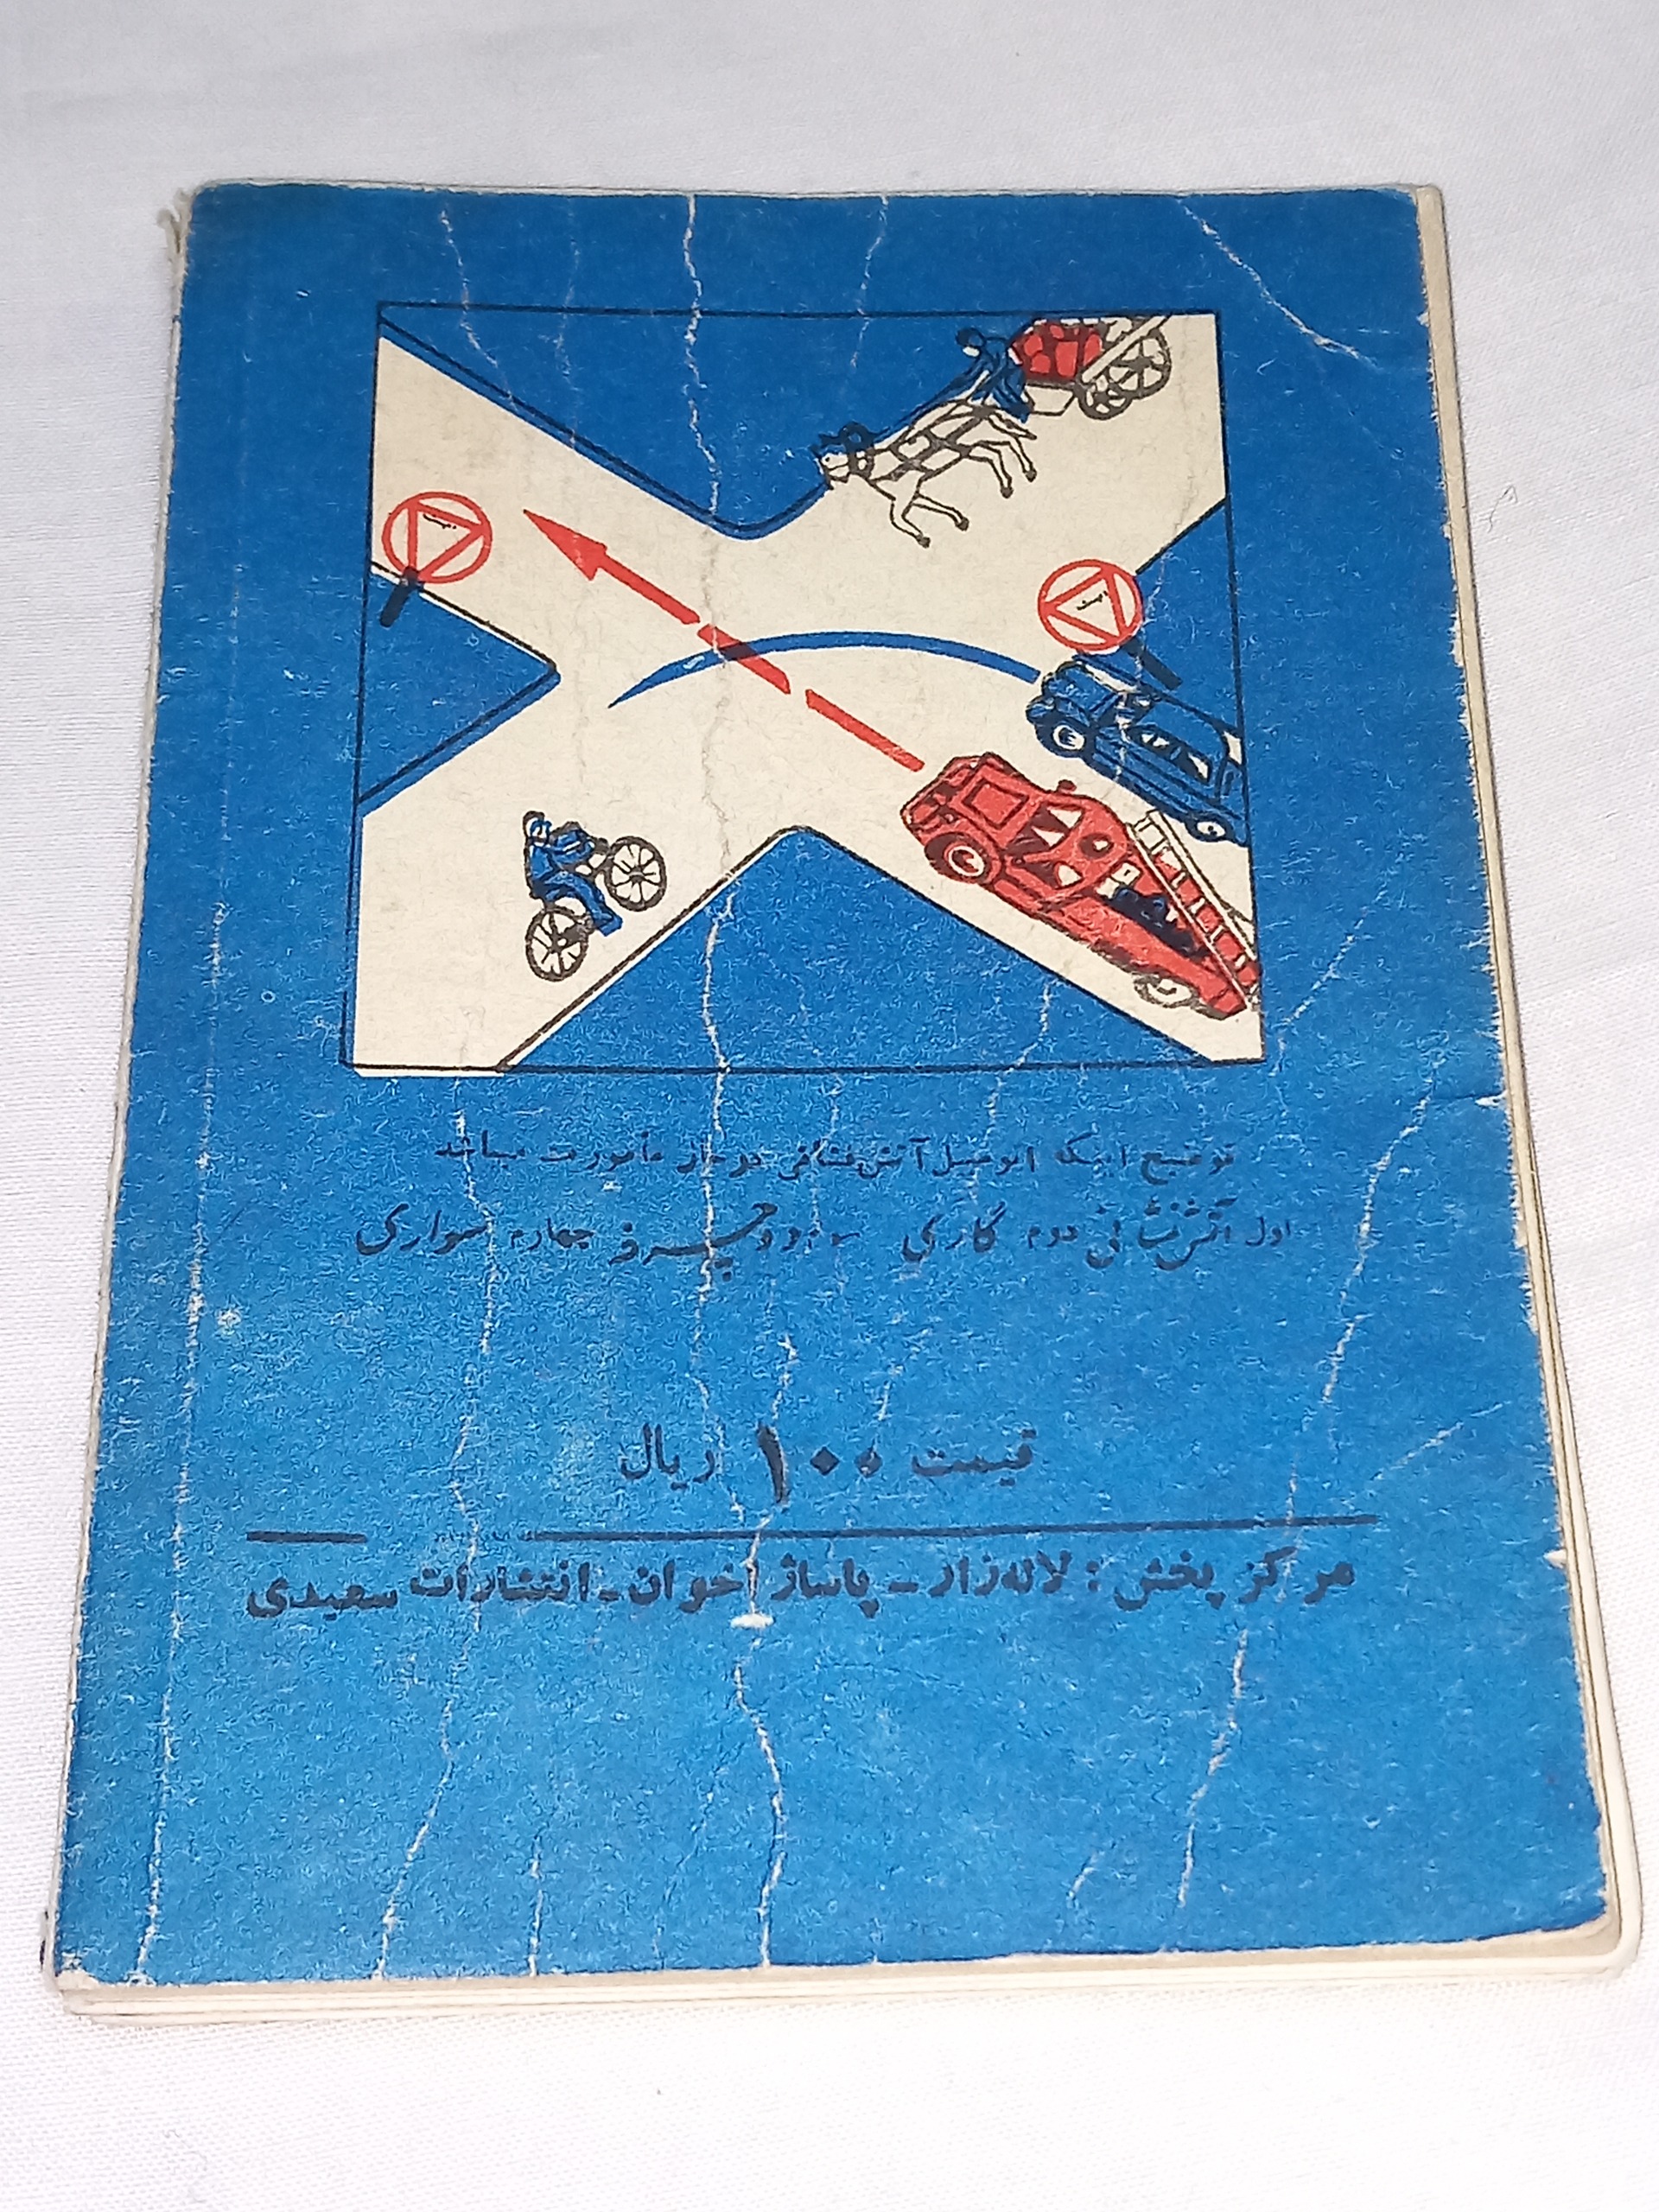 توضیح اینکه اتومبیل آتش‌نشانی در حال مأموریت میباشد
اول آتش‌نشانی دوم گاری سوم دوچرخه چهارم سواری
قیمت ۱۰۰ ریال
مرکز پخش : لاله‌زار - پاساژ اخوان - انتشارات سعیدی